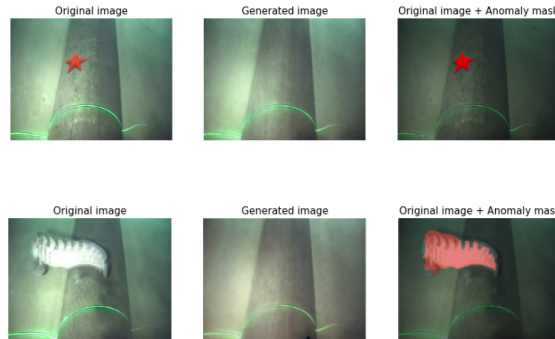 Original image
Generated image
Original image + Anomaly mask
Original image
Generated image
Original image + Anomaly mas